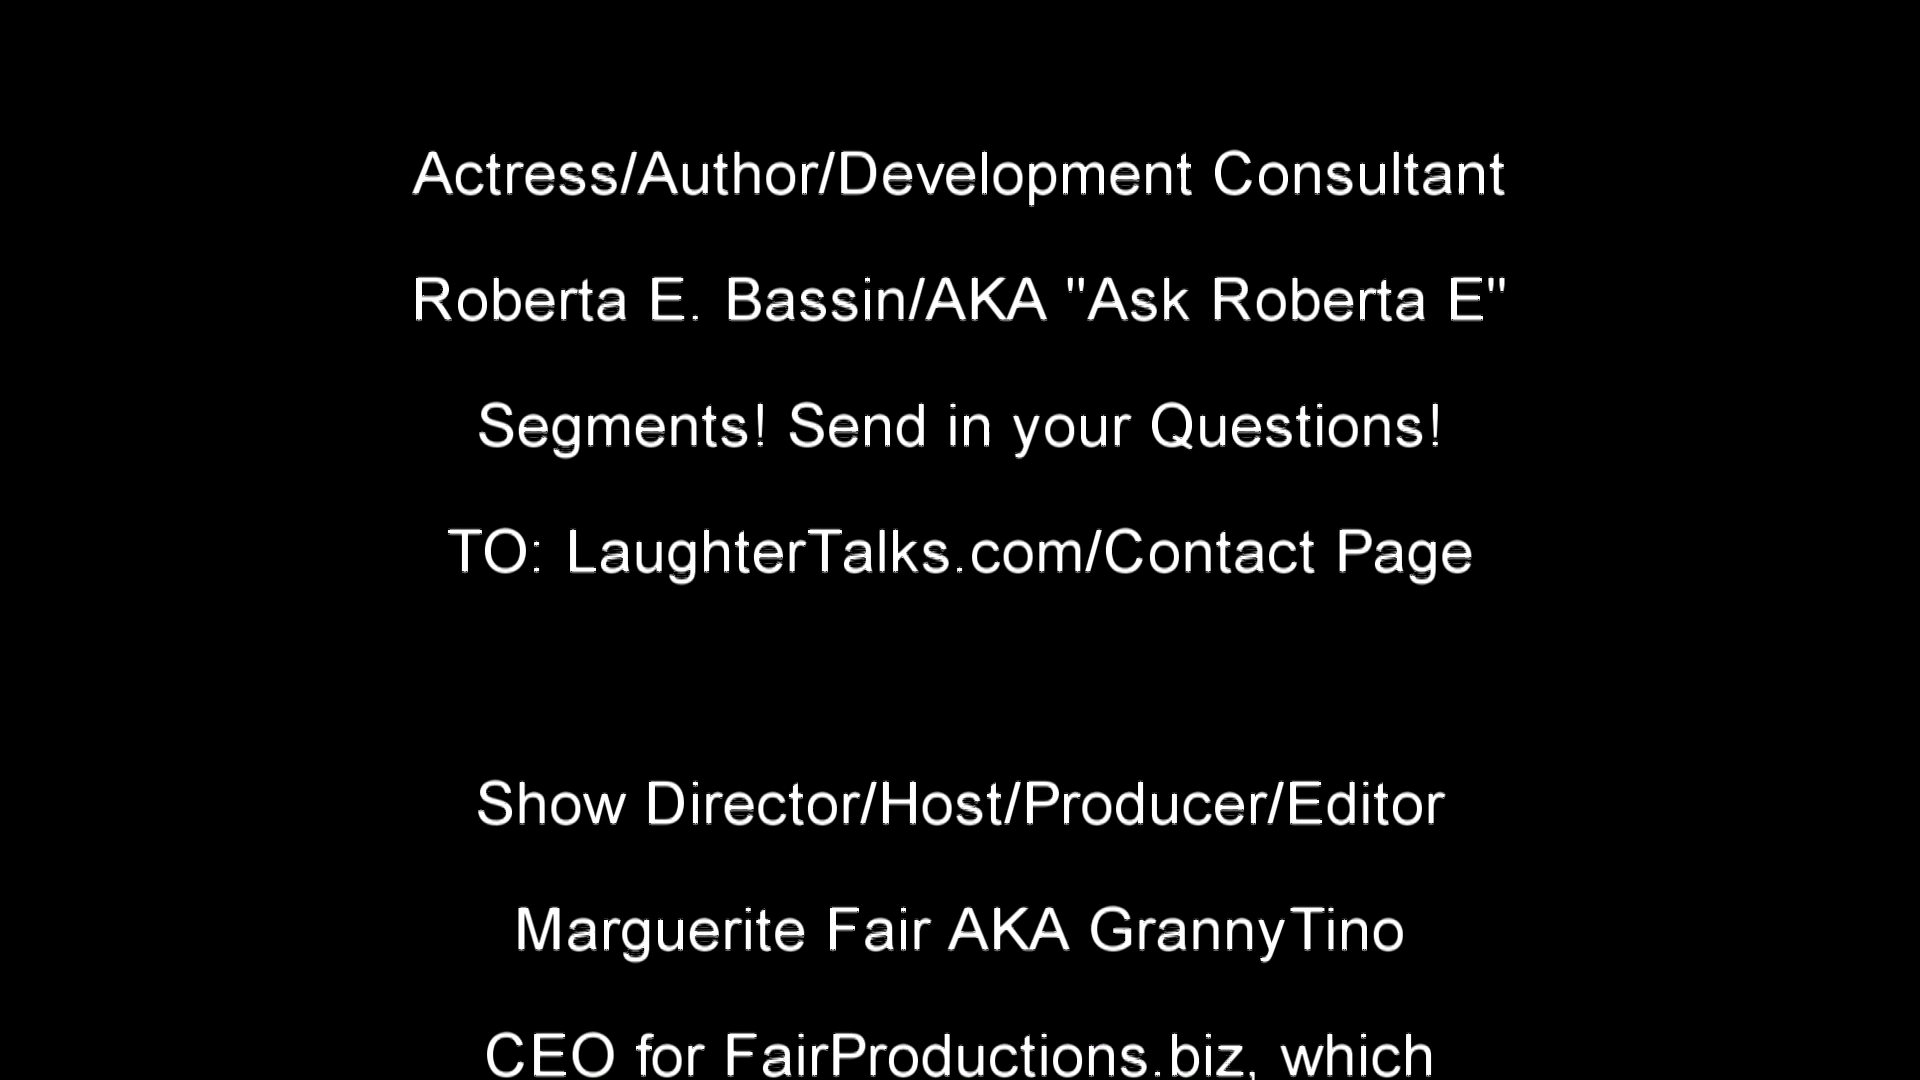 Actress/Author/Development Consultant
Roberta E. Bassin/AKA "Ask Roberta E"
Segments! Send in your Questions!
TO: LaughterTalks.com/Contact Page
Show Director/Host/Producer/Editor
Marguerite Fair AKA GrannyTino
CEO for FairProductions.biz, which